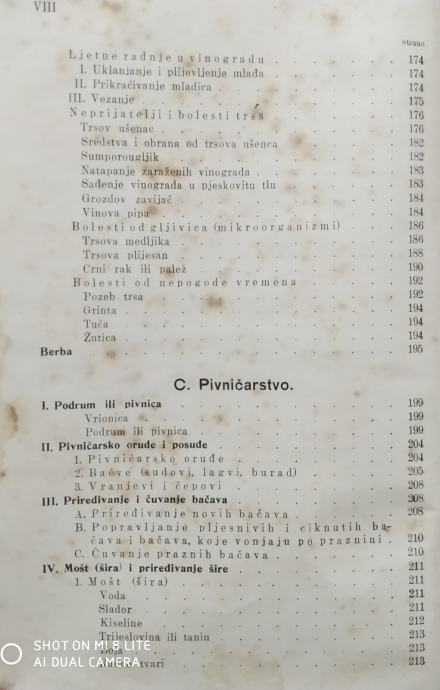 VIII
Strana
Ljetne radnje u vinogradu 174
I. Uklanjanje i plijevljenje mlada 174
II. Prikraćivanje mladica 174
III. Vezanje 175
Neprijatelji i bolesti trsa 176
Trsov ušenac 176
Sredstva i obrana od trsova ušenca 182
Sumporougljik 182
Natapanje zaraženih vinograda 183
Sađenje vinograda u pjeskovitu tlu 183
Grozdov zavijač 184
Vinova pipa 184
Bolesti od gljivica (mikroorganizmi) 186
Trsova medljika 186
Trsova plijesan 188
Crni rak ili palež 190
Bolesti od nepogode vremena 192
Pozeb trsa 192
Grinta 194
Tuča 194
Žutica 194
Berba 195
C. Pivničarstvo.
I. Podrum ili pivnica 199
Vrionica 199
Podrum ili pivnica 199
II. Pivničarsko oruđe i posude 204
1. Pivničarsko oruđe 204
2. Bačve (sudovi, lagvi, burad) 205
3. Vranjevi i čepovi 208
III. Priređivanje i čuvanje bačava 208
A. Priređivanje novih bačava 208
B. Popravljanje pljesnivih i ciknutih ba-
čava i bačava, koje vonjaju po praznini 210
C. Čuvanje praznih bačava 210
IV. Mošt (šira) i priređivanje šire 211
1. Mošt (šira) 211
Voda 211
Slador 211
Kiseline 212
Trijeslovina ili tanin 213
213
tvari 213
SHOT ON MI 8 LITE
AI DUAL CAMERA